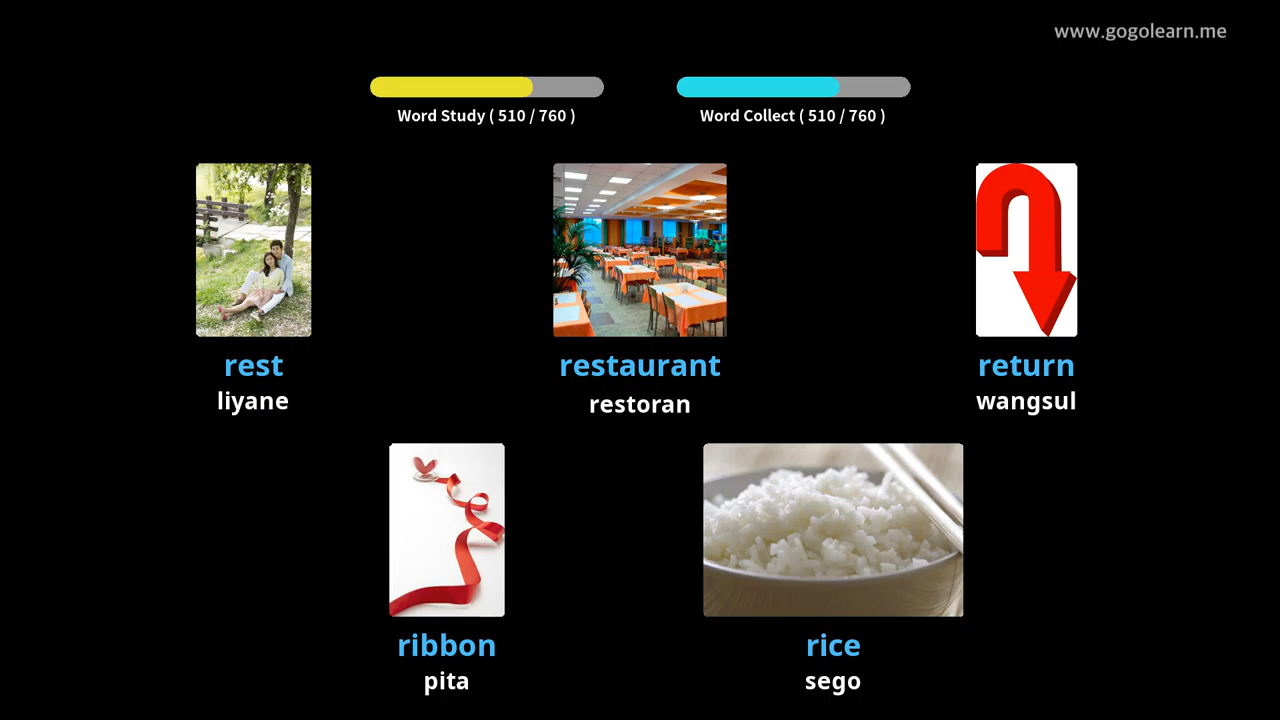 www.gogolearn.me
Word Study ( 510 / 760 )
Word Collect ( 510 / 760 )
rest
liyane
restaurant
restoran
return
wangsul
ribbon
pita
rice
sego